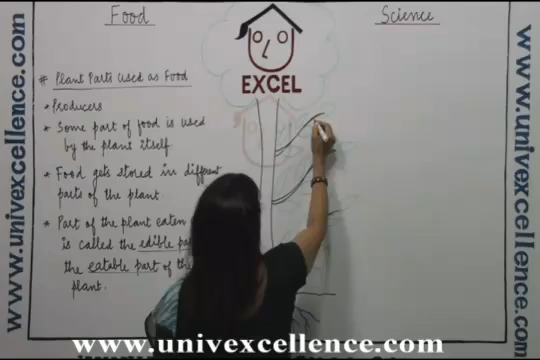 Food
Science
EXCEL
# Plant Parts used as Food
• Producers
* Some part of food is used
by the plant itself.
* Food gets stored in different
parts of the plant.
* Part of the plant eaten
is called the edible
the eatable part of the
plant.
www.univexcellence.com
www.univexcellence.com
www.univexcellence.com